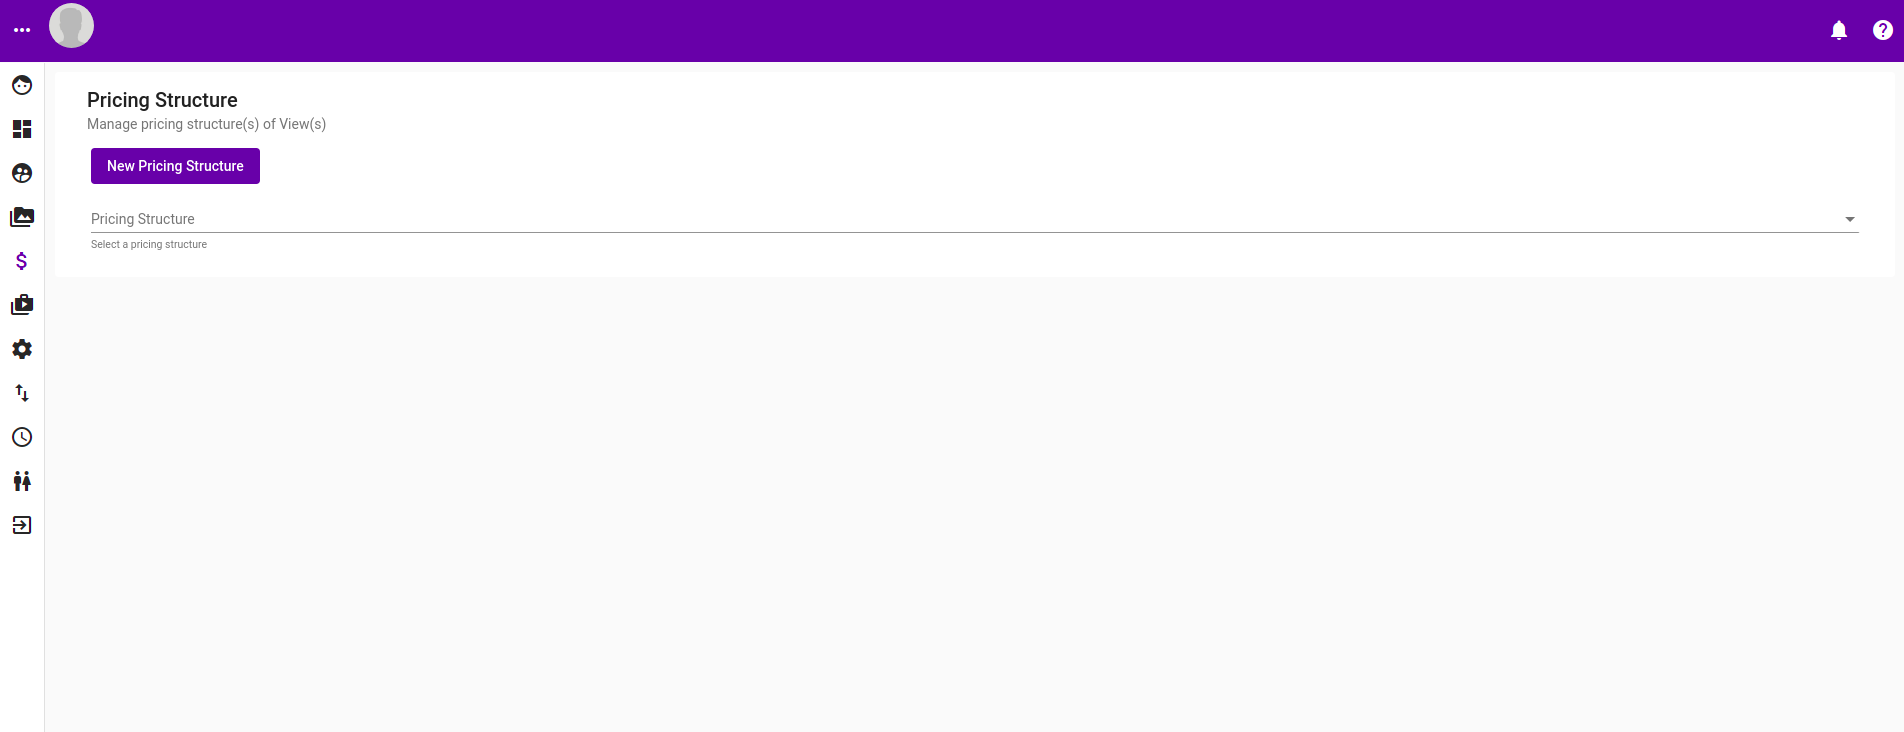 Pricing Structure
Manage pricing structure(s) of View(s)
New Pricing Structure
Pricing Structure
Select a pricing structure